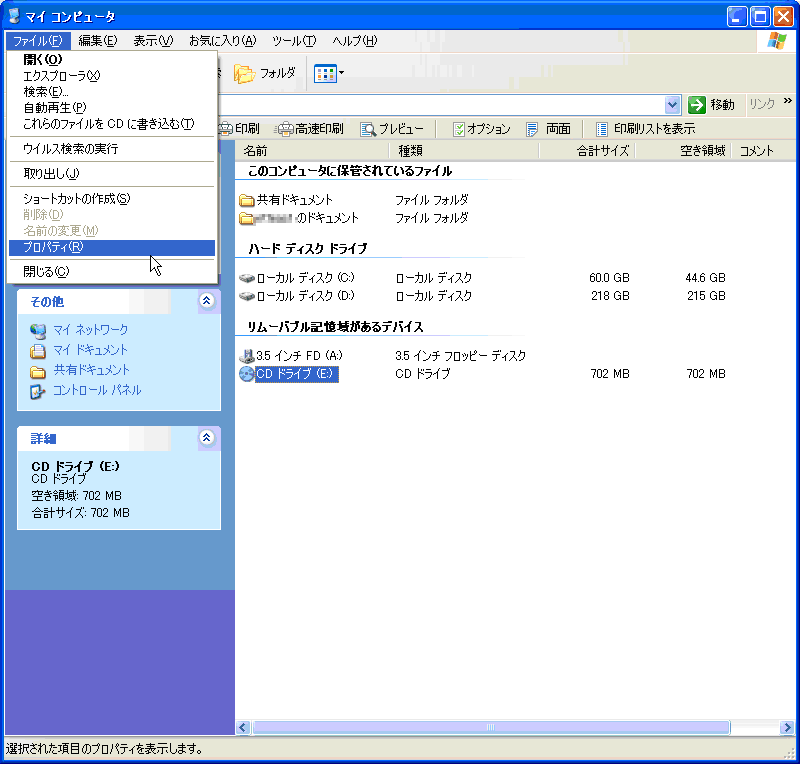 マイ コンピュータ
ファイル(F) 編集(E) 表示(V) お気に入り(A) ツール(T) ヘルプ(H)
開く(O)
エクスプローラ(X)
検索(E)...
自動再生(P)
これらのファイルを CD に書き込む(T)
ウイルス検索の実行
取り出し(J)
ショートカットの作成(S)
削除(D)
名前の変更(M)
プロパティ(R)
閉じる(C)
フォルダ
移動 リンク »
印刷 高速印刷 プレビュー オプション 両面 印刷リストを表示
名前 種類 合計サイズ 空き領域 コメント
このコンピュータに保管されているファイル
共有ドキュメント ファイル フォルダ
のドキュメント ファイル フォルダ
ハード ディスク ドライブ
ローカル ディスク (C:) ローカル ディスク 60.0 GB 44.6 GB
ローカル ディスク (D:) ローカル ディスク 218 GB 215 GB
リムーバブル記憶域があるデバイス
3.5 インチ FD (A:) 3.5 インチ フロッピー ディスク
CD ドライブ (E:) CD ドライブ 702 MB 702 MB
その他
マイ ネットワーク
マイ ドキュメント
共有ドキュメント
コントロール パネル
詳細
CD ドライブ (E:)
CD ドライブ
空き領域: 702 MB
合計サイズ: 702 MB
選択された項目のプロパティを表示します。